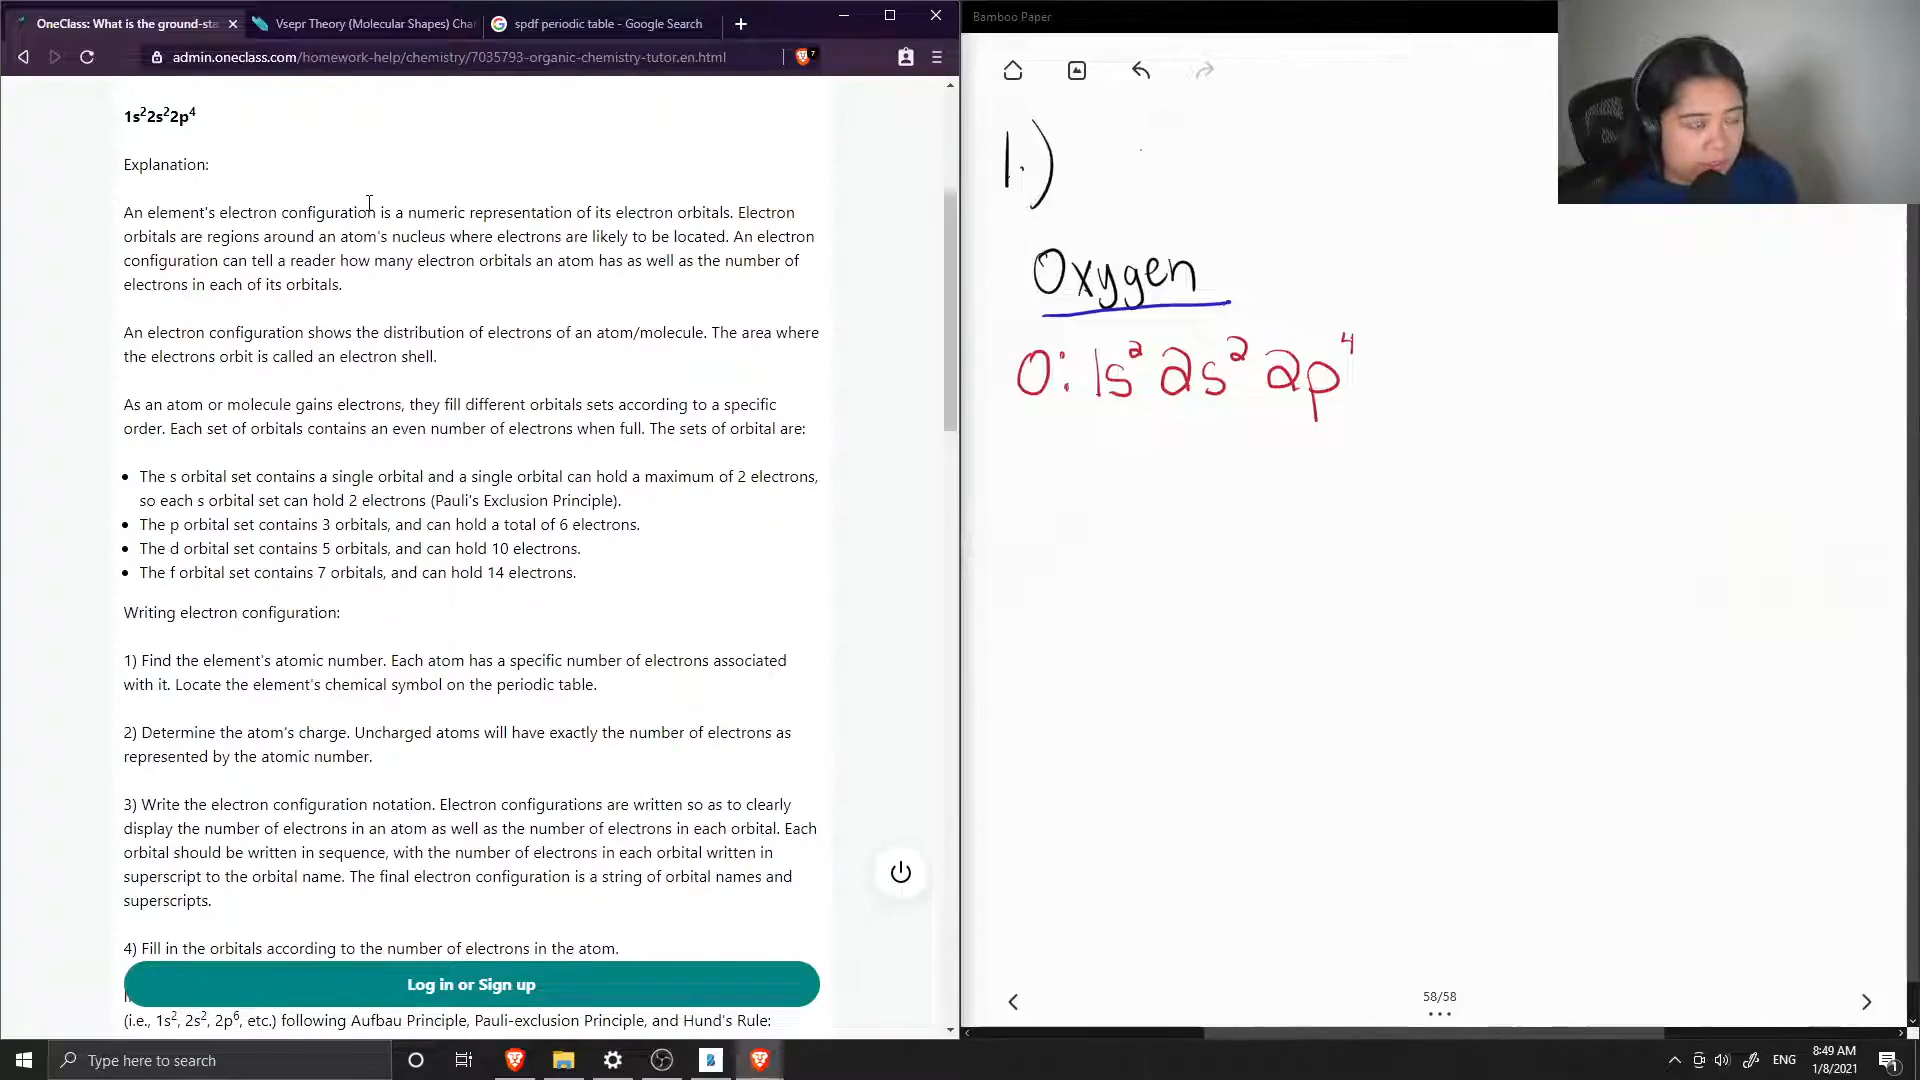 OneClass: What is the ground-sta
Vsepr Theory (Molecular Shapes) Char
spdf periodic table - Google Search
admin.oneclass.com/homework-help/chemistry/7035793-organic-chemistry-tutor.en.html
7
1s²2s²2p⁴
Explanation:
An element's electron configuration is a numeric representation of its electron orbitals. Electron
orbitals are regions around an atom's nucleus where electrons are likely to be located. An electron
configuration can tell a reader how many electron orbitals an atom has as well as the number of
electrons in each of its orbitals.
An electron configuration shows the distribution of electrons of an atom/molecule. The area where
the electrons orbit is called an electron shell.
As an atom or molecule gains electrons, they fill different orbitals sets according to a specific
order. Each set of orbitals contains an even number of electrons when full. The sets of orbital are:
• The s orbital set contains a single orbital and a single orbital can hold a maximum of 2 electrons,
so each s orbital set can hold 2 electrons (Pauli's Exclusion Principle).
• The p orbital set contains 3 orbitals, and can hold a total of 6 electrons.
• The d orbital set contains 5 orbitals, and can hold 10 electrons.
• The f orbital set contains 7 orbitals, and can hold 14 electrons.
Writing electron configuration:
1) Find the element's atomic number. Each atom has a specific number of electrons associated
with it. Locate the element's chemical symbol on the periodic table.
2) Determine the atom's charge. Uncharged atoms will have exactly the number of electrons as
represented by the atomic number.
3) Write the electron configuration notation. Electron configurations are written so as to clearly
display the number of electrons in an atom as well as the number of electrons in each orbital. Each
orbital should be written in sequence, with the number of electrons in each orbital written in
superscript to the orbital name. The final electron configuration is a string of orbital names and
superscripts.
4) Fill in the orbitals according to the number of electrons in the atom.
Log in or Sign up
(i.e., 1s², 2s², 2p⁶, etc.) following Aufbau Principle, Pauli-exclusion Principle, and Hund's Rule:
Bamboo Paper
1.)
Oxygen
O: 1s² 2s² 2p⁴
58/58
Type here to search
ENG
8:49 AM
1/8/2021
1